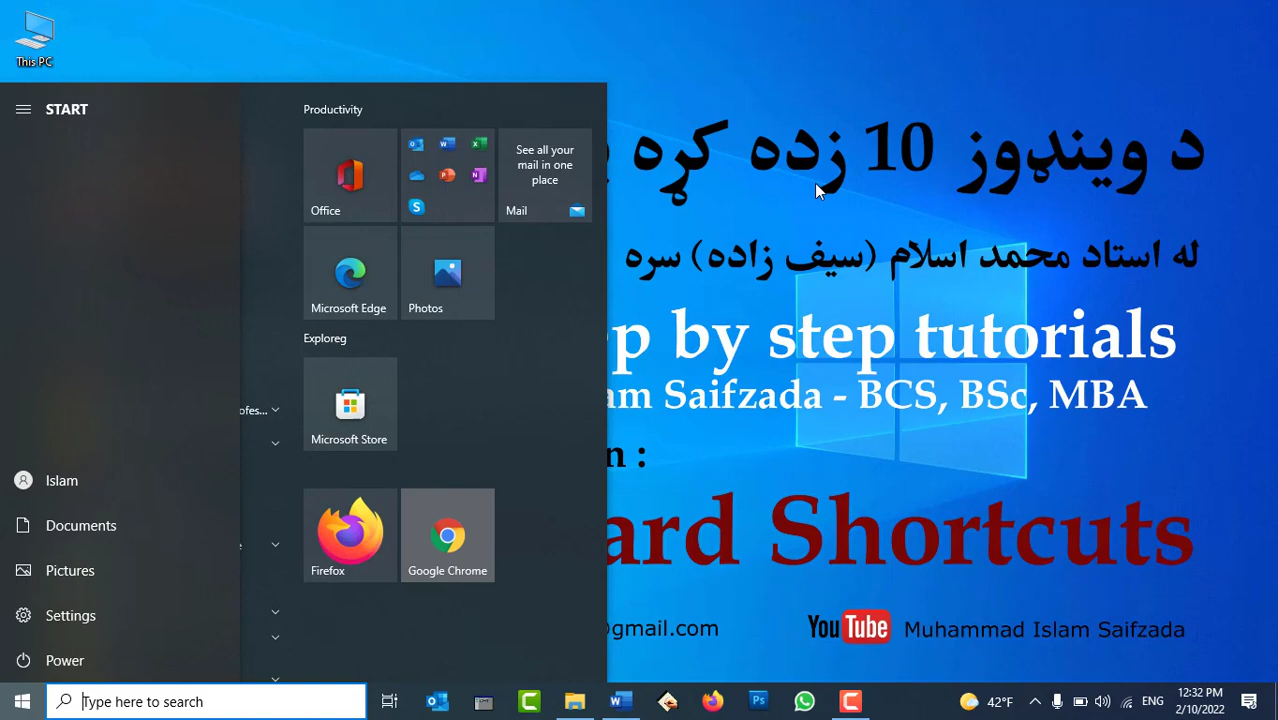 This PC
START
Productivity
Office
See all your
mail in one
place
Mail
Microsoft Edge
Photos
Exploreg
Microsoft Store
ofes...
Islam
Documents
Pictures
Settings
Power
Firefox
Google Chrome
د وینډوز 10 زده کړه
له استاد محمد اسلام (سیف زاده) سره
p by step tutorials
am Saifzada - BCS, BSc, MBA
n :
ard Shortcuts
@gmail.com
YouTube Muhammad Islam Saifzada
Type here to search
42°F
ENG
12:32 PM
2/10/2022